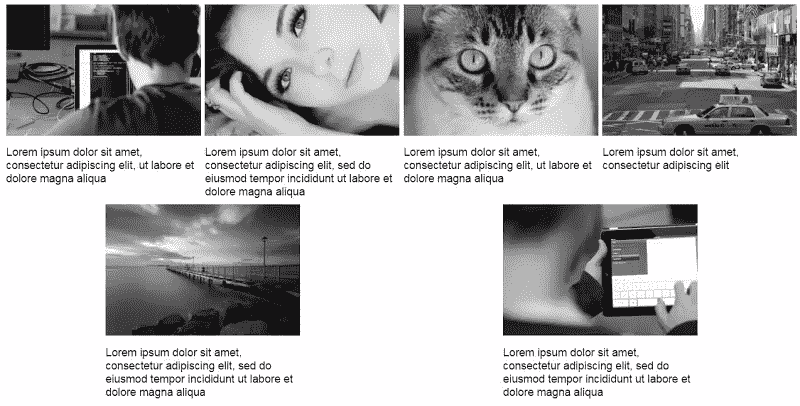 Lorem ipsum dolor sit amet,
consectetur adipiscing elit, ut labore et
dolore magna aliqua
Lorem ipsum dolor sit amet,
consectetur adipiscing elit, sed do
eiusmod tempor incididunt ut labore et
dolore magna aliqua
Lorem ipsum dolor sit amet,
consectetur adipiscing elit, ut labore et
dolore magna aliqua
Lorem ipsum dolor sit amet,
consectetur adipiscing elit
Lorem ipsum dolor sit amet,
consectetur adipiscing elit, sed do
eiusmod tempor incididunt ut labore et
dolore magna aliqua
Lorem ipsum dolor sit amet,
consectetur adipiscing elit, sed do
eiusmod tempor incididunt ut labore et
dolore magna aliqua